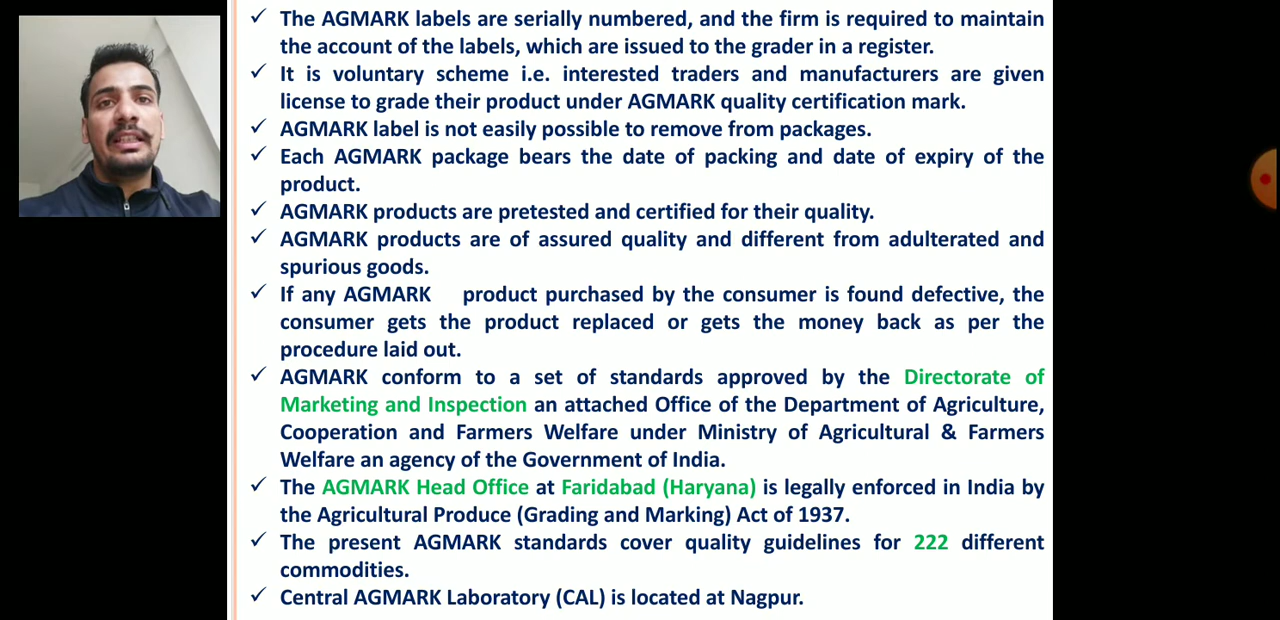 ✓ The AGMARK labels are serially numbered, and the firm is required to maintain
the account of the labels, which are issued to the grader in a register.
✓ It is voluntary scheme i.e. interested traders and manufacturers are given
license to grade their product under AGMARK quality certification mark.
✓ AGMARK label is not easily possible to remove from packages.
✓ Each AGMARK package bears the date of packing and date of expiry of the
product.
✓ AGMARK products are pretested and certified for their quality.
✓ AGMARK products are of assured quality and different from adulterated and
spurious goods.
✓ If any AGMARK product purchased by the consumer is found defective, the
consumer gets the product replaced or gets the money back as per the
procedure laid out.
✓ AGMARK conform to a set of standards approved by the Directorate of
Marketing and Inspection an attached Office of the Department of Agriculture,
Cooperation and Farmers Welfare under Ministry of Agricultural & Farmers
Welfare an agency of the Government of India.
✓ The AGMARK Head Office at Faridabad (Haryana) is legally enforced in India by
the Agricultural Produce (Grading and Marking) Act of 1937.
✓ The present AGMARK standards cover quality guidelines for 222 different
commodities.
✓ Central AGMARK Laboratory (CAL) is located at Nagpur.